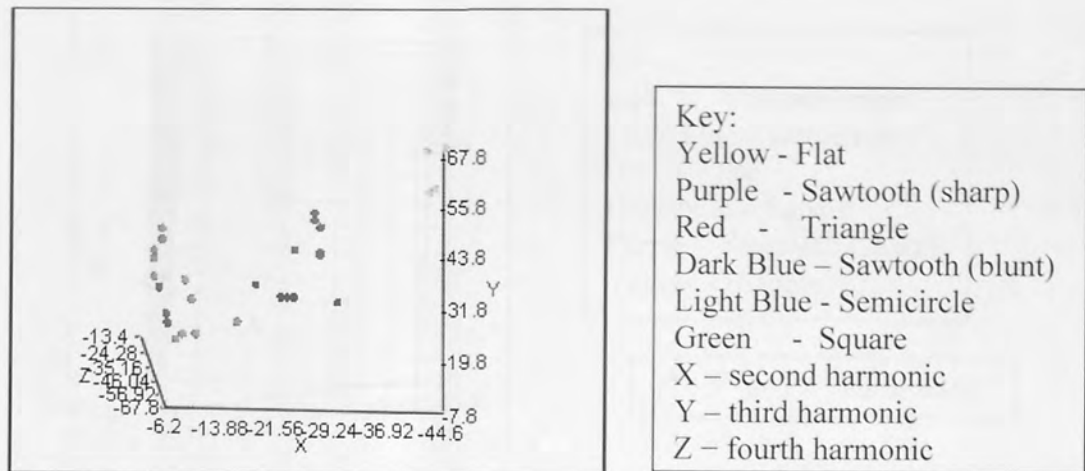 67.8
55.8
43.8
Y
31.8
19.8
-7.8
-13.4
-24.28
-35.16
Z
-46.04
-56.92
-67.8
-6.2 -13.88 -21.56 -29.24 -36.92 -44.6
X
Key:
Yellow - Flat
Purple - Sawtooth (sharp)
Red - Triangle
Dark Blue – Sawtooth (blunt)
Light Blue - Semicircle
Green - Square
X – second harmonic
Y – third harmonic
Z – fourth harmonic